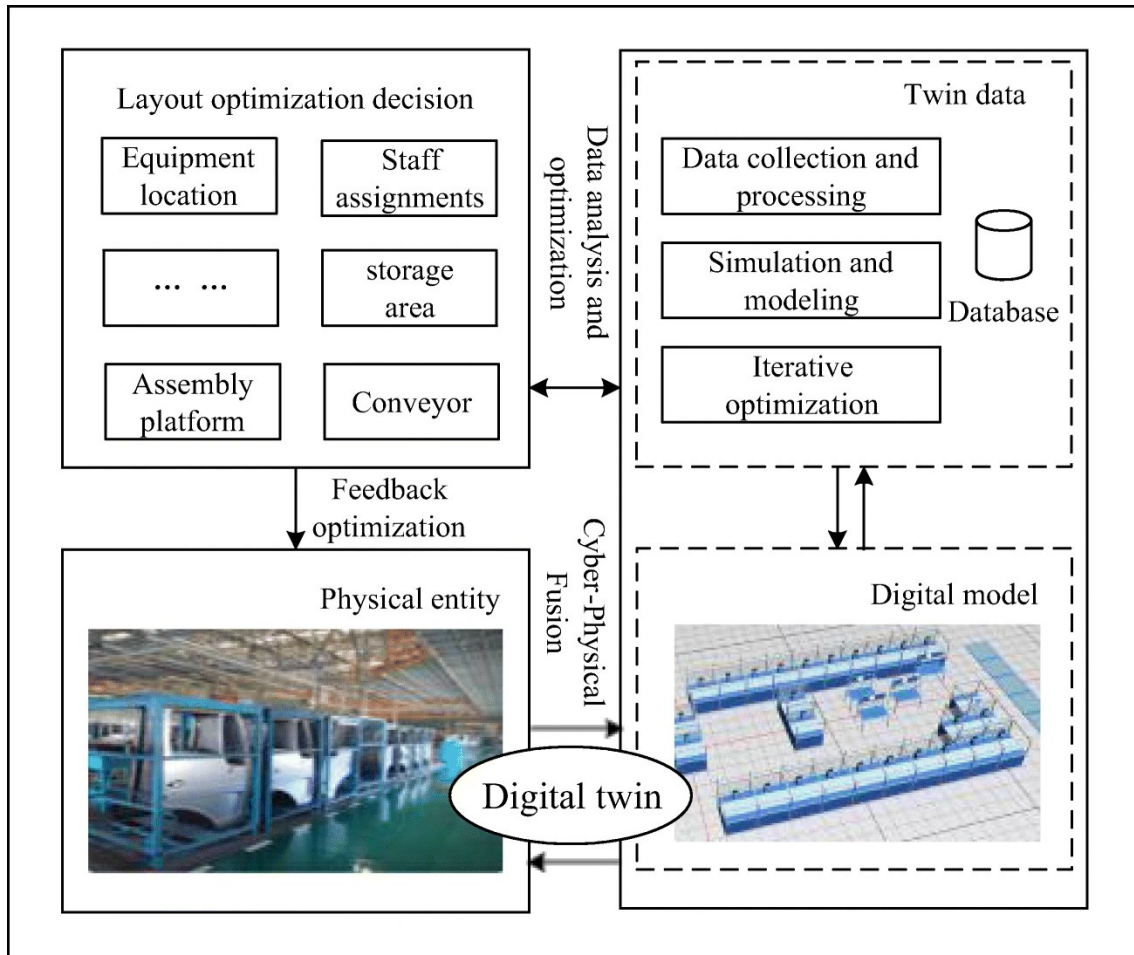 Layout optimization decision
Equipment
location
Staff
assignments
... ...
storage
area
Assembly
platform
Conveyor
Data analysis and
optimization
Twin data
Data collection and
processing
Simulation and
modeling
Iterative
optimization
Database
Feedback
optimization
Cyber-Physical
Fusion
Physical entity
Digital model
Digital twin